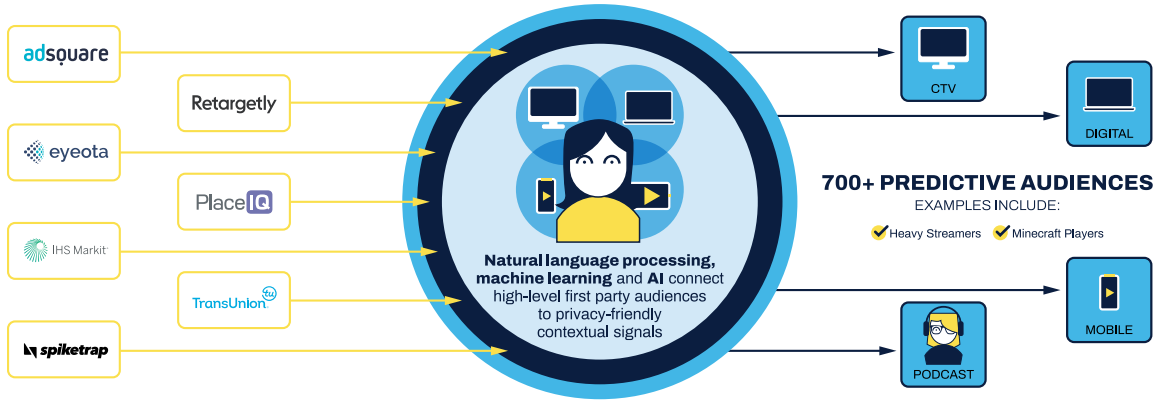 adsquare
Retargetly
eyeota
PlaceIQ
IHS Markit
TransUnion tu
spiketrap
Natural language processing,
machine learning and AI connect
high-level first party audiences
to privacy-friendly
contextual signals
CTV
DIGITAL
700+ PREDICTIVE AUDIENCES
EXAMPLES INCLUDE:
Heavy Streamers Minecraft Players
MOBILE
PODCAST